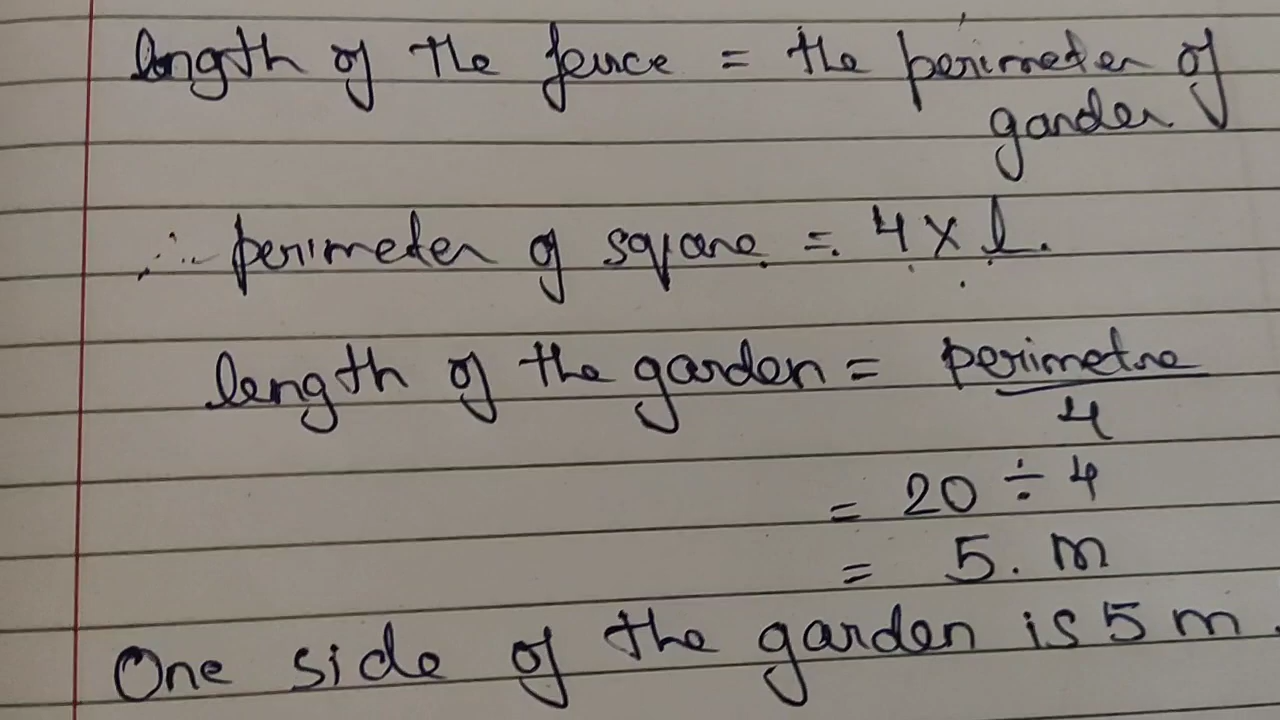 length of the fence = the perimeter of
garden
∴ perimeter of square = 4 × l.
length of the garden = perimetre
4
= 20 ÷ 4
= 5. m
One side of the garden is 5 m.